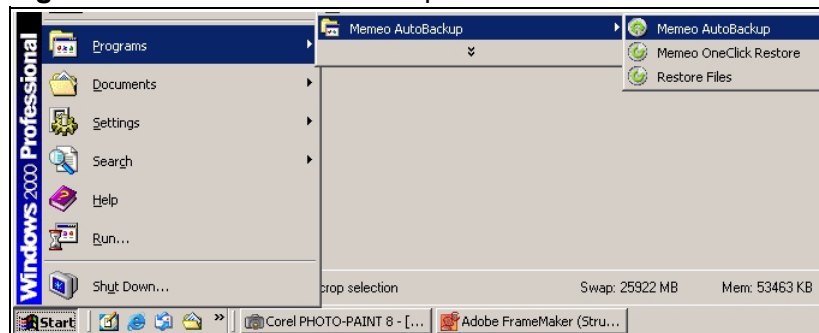 Windows 2000 Professional
Programs
Documents
Settings
Search
Help
Run...
Shut Down...
Memeo AutoBackup
Memeo AutoBackup
Memeo OneClick Restore
Restore Files
crop selection
Swap: 25922 MB
Mem: 53463 KB
Start
»
Corel PHOTO-PAINT 8 - [...
Adobe FrameMaker (Stru...